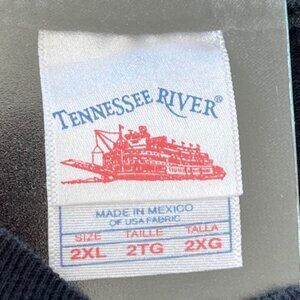 TENNESSEE RIVER®
MADE IN MEXICO
OF USA FABRIC
SIZE TAILLE TALLA
2XL 2TG 2XG